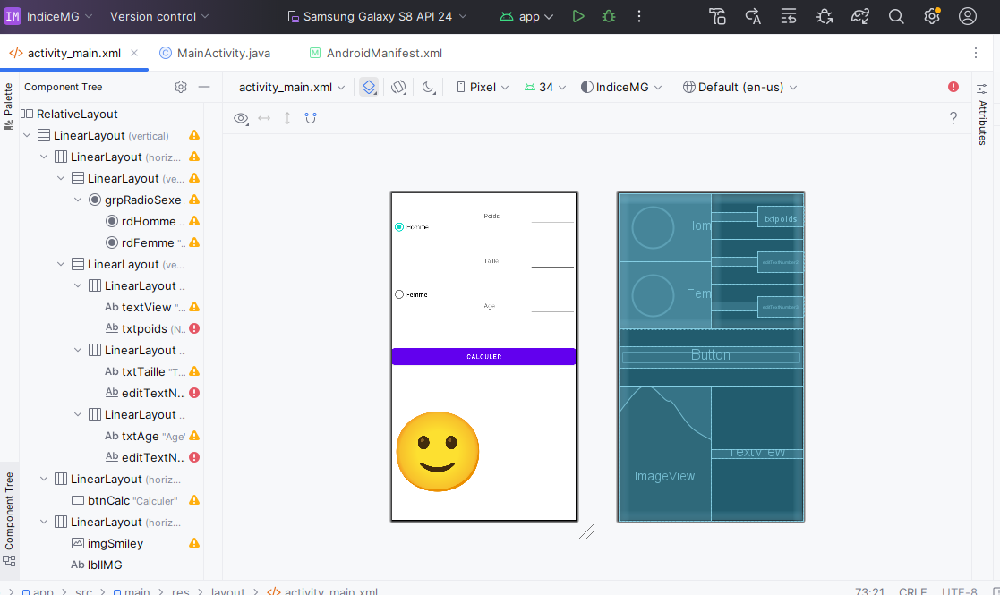 IM IndiceMG Version control Samsung Galaxy S8 API 24 app
activity_main.xml MainActivity.java AndroidManifest.xml
Palette
Component Tree
activity_main.xml Pixel 34 IndiceMG Default (en-us)
Attributes
?
RelativeLayout
LinearLayout (vertical)
LinearLayout (horiz...
LinearLayout (ve...
grpRadioSexe
rdHomme ..
rdFemme "..
LinearLayout (ve...
LinearLayout ..
Ab textView "...
Ab txtpoids (N..
LinearLayout ..
Ab txtTaille "T...
Ab editTextN..
LinearLayout ..
Ab txtAge "Age"
Ab editTextN..
LinearLayout (horiz...
btnCalc "Calculer"
LinearLayout (horiz...
imgSmiley
Ab lblIMG
Component Tree
Poids
Homme
Taille
Femme
Age
CALCULER
Hom
txtpoids
Fem
Button
ImageView
TextView
app > src > main > res > layout > activity_main.xml 73:21 CRLF UTF-8